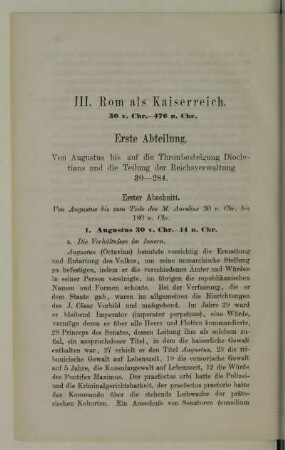 III. Rom als Kaiserreich.
30 v. Chr.—476 n. Chr.
Erste Abteilung.
Von Augustus bis auf die Thronbesteigung Diocle-
tians und die Teilung der Reichsverwaltung
30—284.
Erster Abschnitt.
Von Augustus bis zum Tode des M. Aurelius 30 v. Chr. bis
180 n. Chr.
1. Augustus 30 v. Chr.—14 n. Chr.
a. Die Verhältnisse im Innern.
Augustus (Octavian) benutzte vorsichtig die Ermattung
und Entartung des Volkes, um seine monarchische Stellung
zu befestigen, indem er die verschiedenen Ämter und Würden
in seiner Person vereinigte, im übrigen die republikanischen
Namen und Formen schonte. Bei der Verfassung, die er
dem Staate gab, waren im allgemeinen die Einrichtungen
des J. Cäsar Vorbild und maßgebend. Im Jahre 29 ward
er bleibend Imperator (imperator perpetuus), eine Würde,
vermöge deren er über alle Heere und Flotten kommandierte,
28 Princeps des Senates, dessen Leitung ihm als solchem zu-
fiel, ein anspruchsloser Titel, in dem die kaiserliche Gewalt
enthalten war, 27 erhielt er den Titel Augustus, 23 die tri-
bunicische Gewalt auf Lebenszeit, 19 die censorische Gewalt
auf 5 Jahre, die Konsulargewalt auf Lebenszeit, 12 die Würde
des Pontifex Maximus. Der praefectus urbi hatte die Polizei-
und die Kriminalgerichtsbarkeit, der praefectus praetorio hatte
das Kommando über die stehende Leibwache der präto-
rischen Kohorten. Ein Ausschuß von Senatoren (consilium